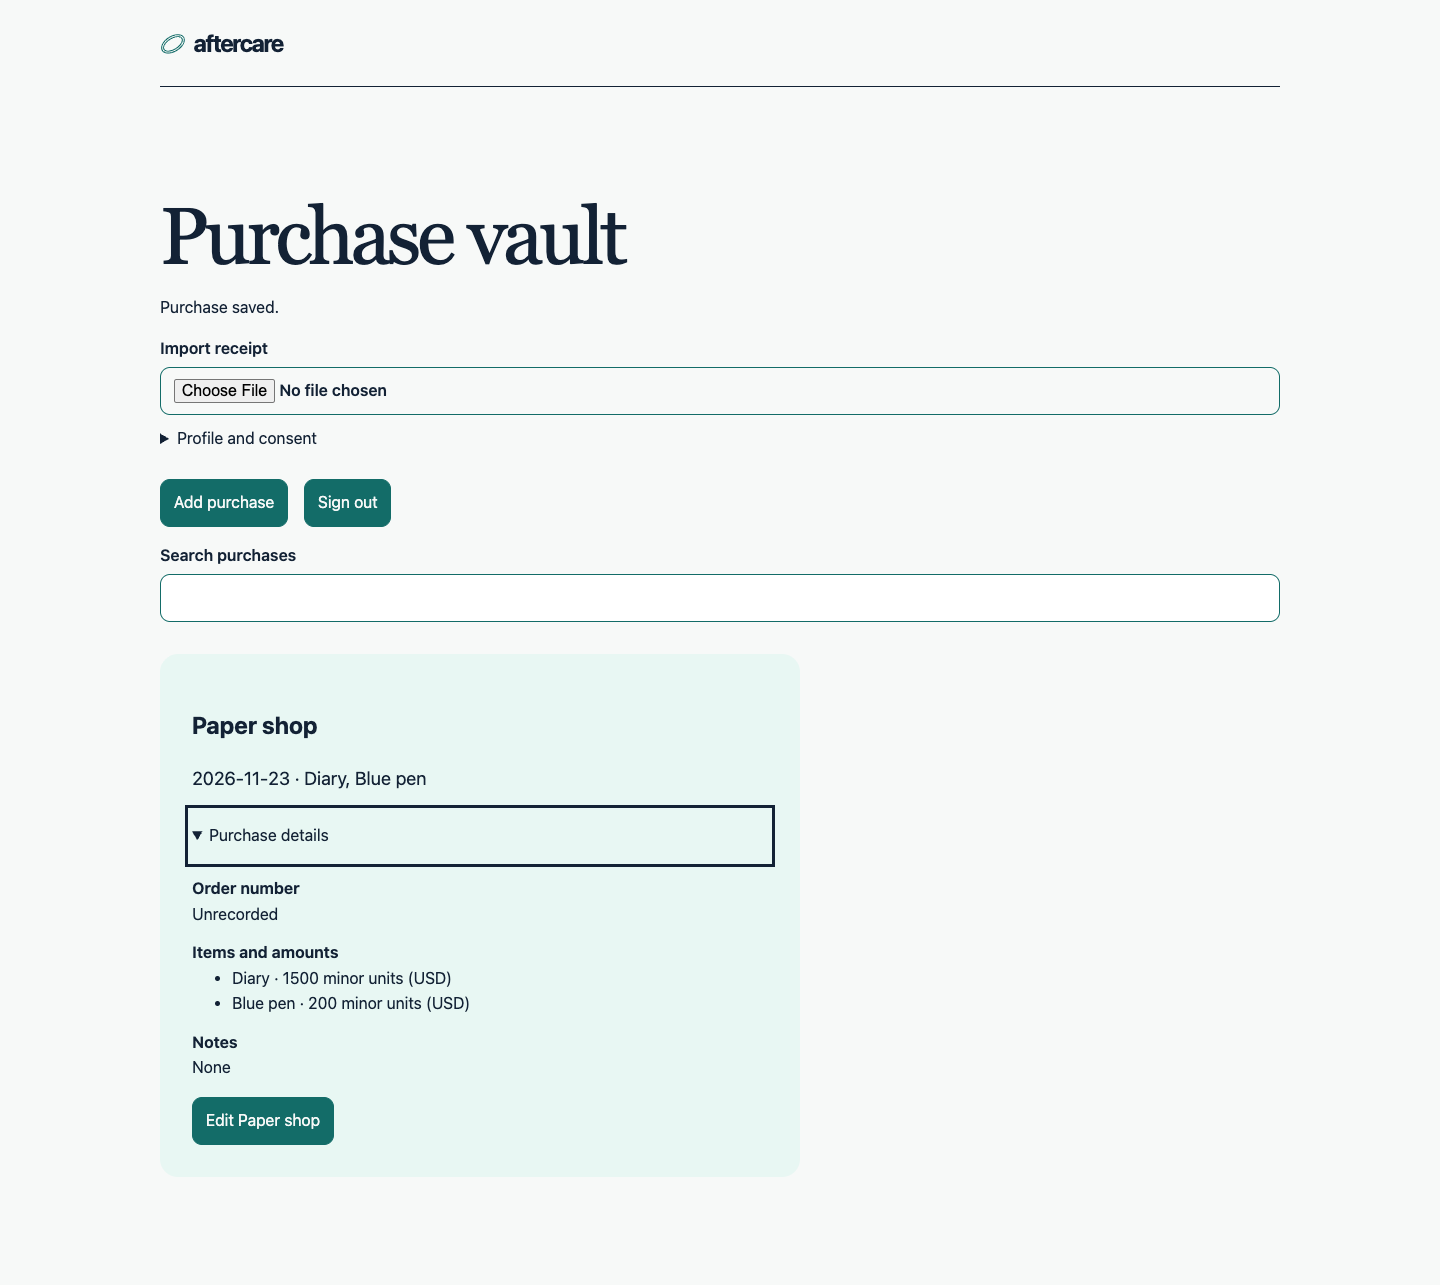 aftercare
Purchase vault
Purchase saved.
Import receipt
Choose File No file chosen
Profile and consent
Add purchase Sign out
Search purchases
Paper shop
2026-11-23 · Diary, Blue pen
Purchase details
Order number
Unrecorded
Items and amounts
• Diary · 1500 minor units (USD)
• Blue pen · 200 minor units (USD)
Notes
None
Edit Paper shop